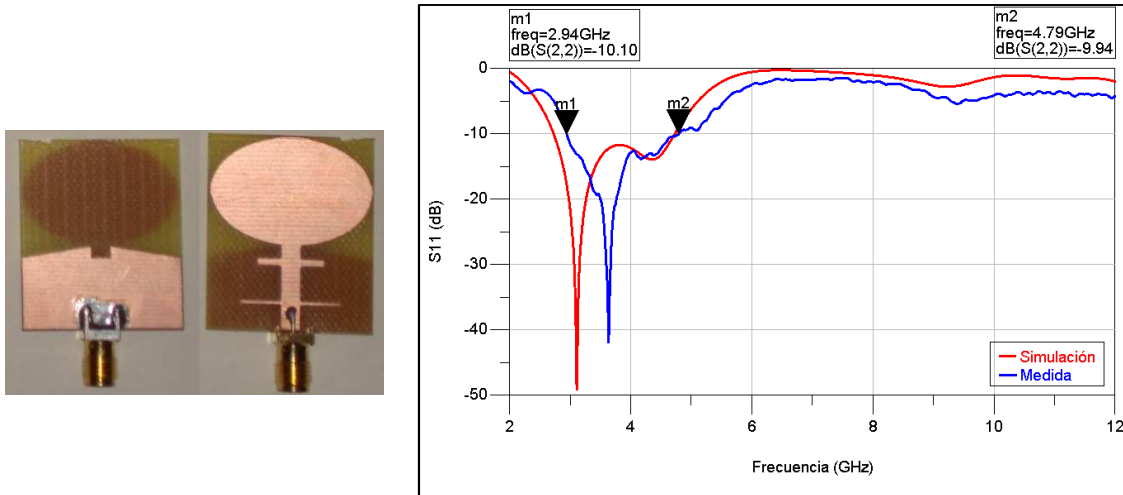 m1
freq=2.94GHz
dB(S(2,2))=-10.10
m2
freq=4.79GHz
dB(S(2,2))=-9.94
0
m1
m2
-10
-20
-30
-40
-50
S11 (dB)
Simulación
Medida
2
4
6
8
10
12
Frecuencia (GHz)